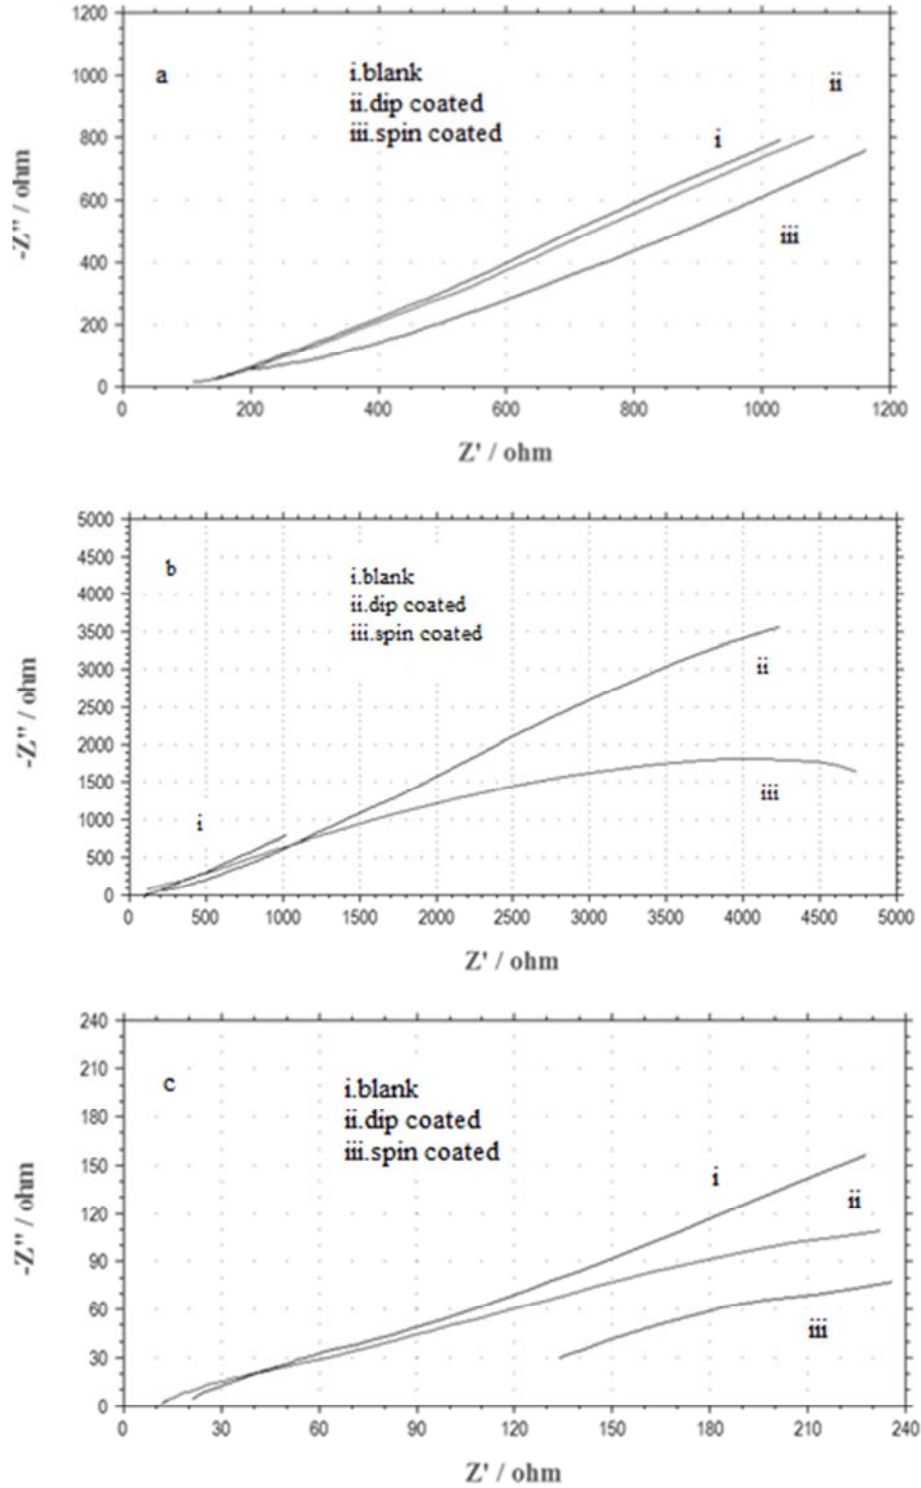 1200
a
i.blank
ii.dip coated
iii.spin coated
1000
ii
800
i
600
iii
400
200
0
-Z'' / ohm
0 200 400 600 800 1000 1200
Z' / ohm
5000
4500
b
i.blank
ii.dip coated
iii.spin coated
4000
3500
ii
3000
2500
2000
1500
iii
1000
i
500
0
-Z'' / ohm
0 500 1000 1500 2000 2500 3000 3500 4000 4500 5000
Z' / ohm
240
210
c
i.blank
ii.dip coated
iii.spin coated
180
150
i
ii
120
90
60
iii
30
0
-Z'' / ohm
0 30 60 90 120 150 180 210 240
Z' / ohm